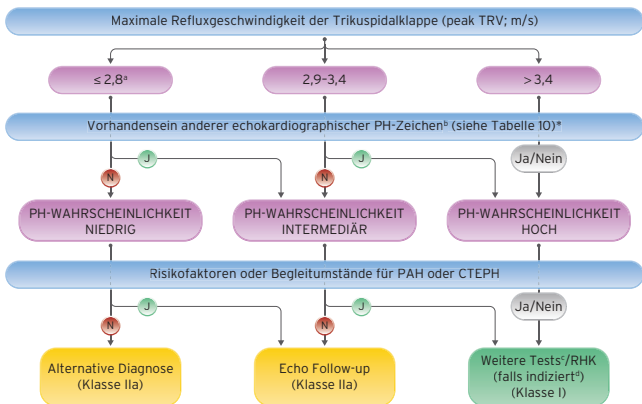 Maximale Refluxgeschwindigkeit der Trikuspidalklappe (peak TRV; m/s)
≤ 2,8ᵃ
2,9–3,4
> 3,4
Vorhandensein anderer echokardiographischer PH-Zeichenᵇ (siehe Tabelle 10)*
J
J
Ja/Nein
N
N
PH-WAHRSCHEINLICHKEIT
NIEDRIG
PH-WAHRSCHEINLICHKEIT
INTERMEDIÄR
PH-WAHRSCHEINLICHKEIT
HOCH
Risikofaktoren oder Begleitumstände für PAH oder CTEPH
J
J
Ja/Nein
N
N
Alternative Diagnose
(Klasse IIa)
Echo Follow-up
(Klasse IIa)
Weitere Testsᶜ/RHK
(falls indiziertᵈ)
(Klasse I)